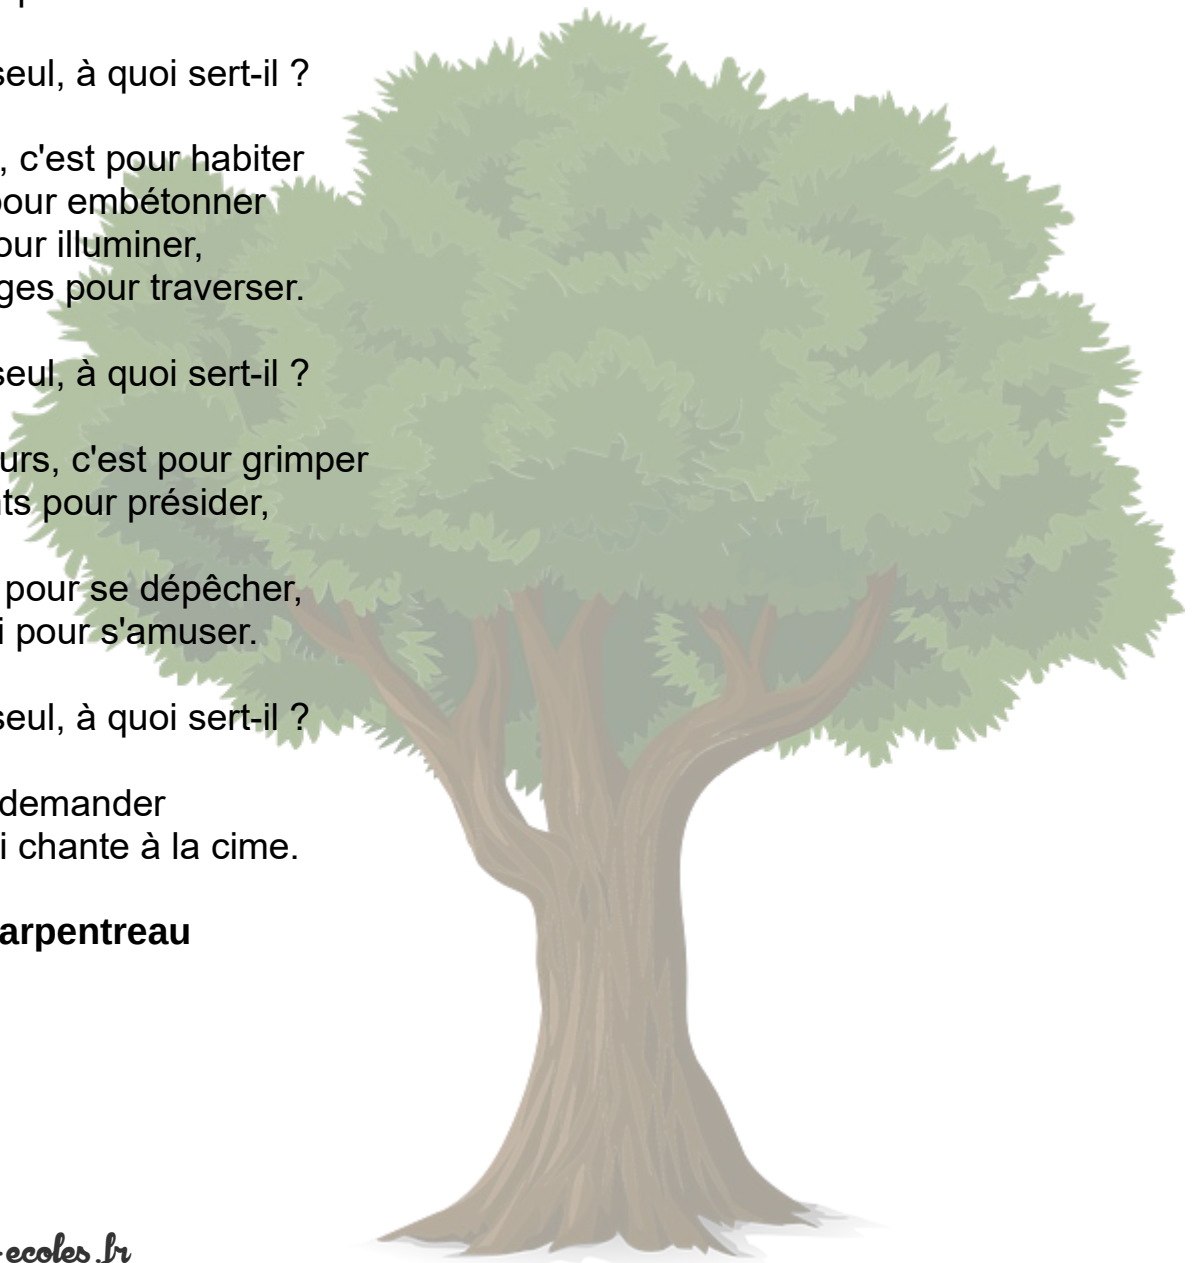 seul, à quoi sert-il ?
, c'est pour habiter
pour embétonner
our illuminer,
ges pour traverser.
seul, à quoi sert-il ?
urs, c'est pour grimper
nts pour présider,
pour se dépêcher,
i pour s'amuser.
seul, à quoi sert-il ?
demander
i chante à la cime.
arpentreau
-ecoles.fr